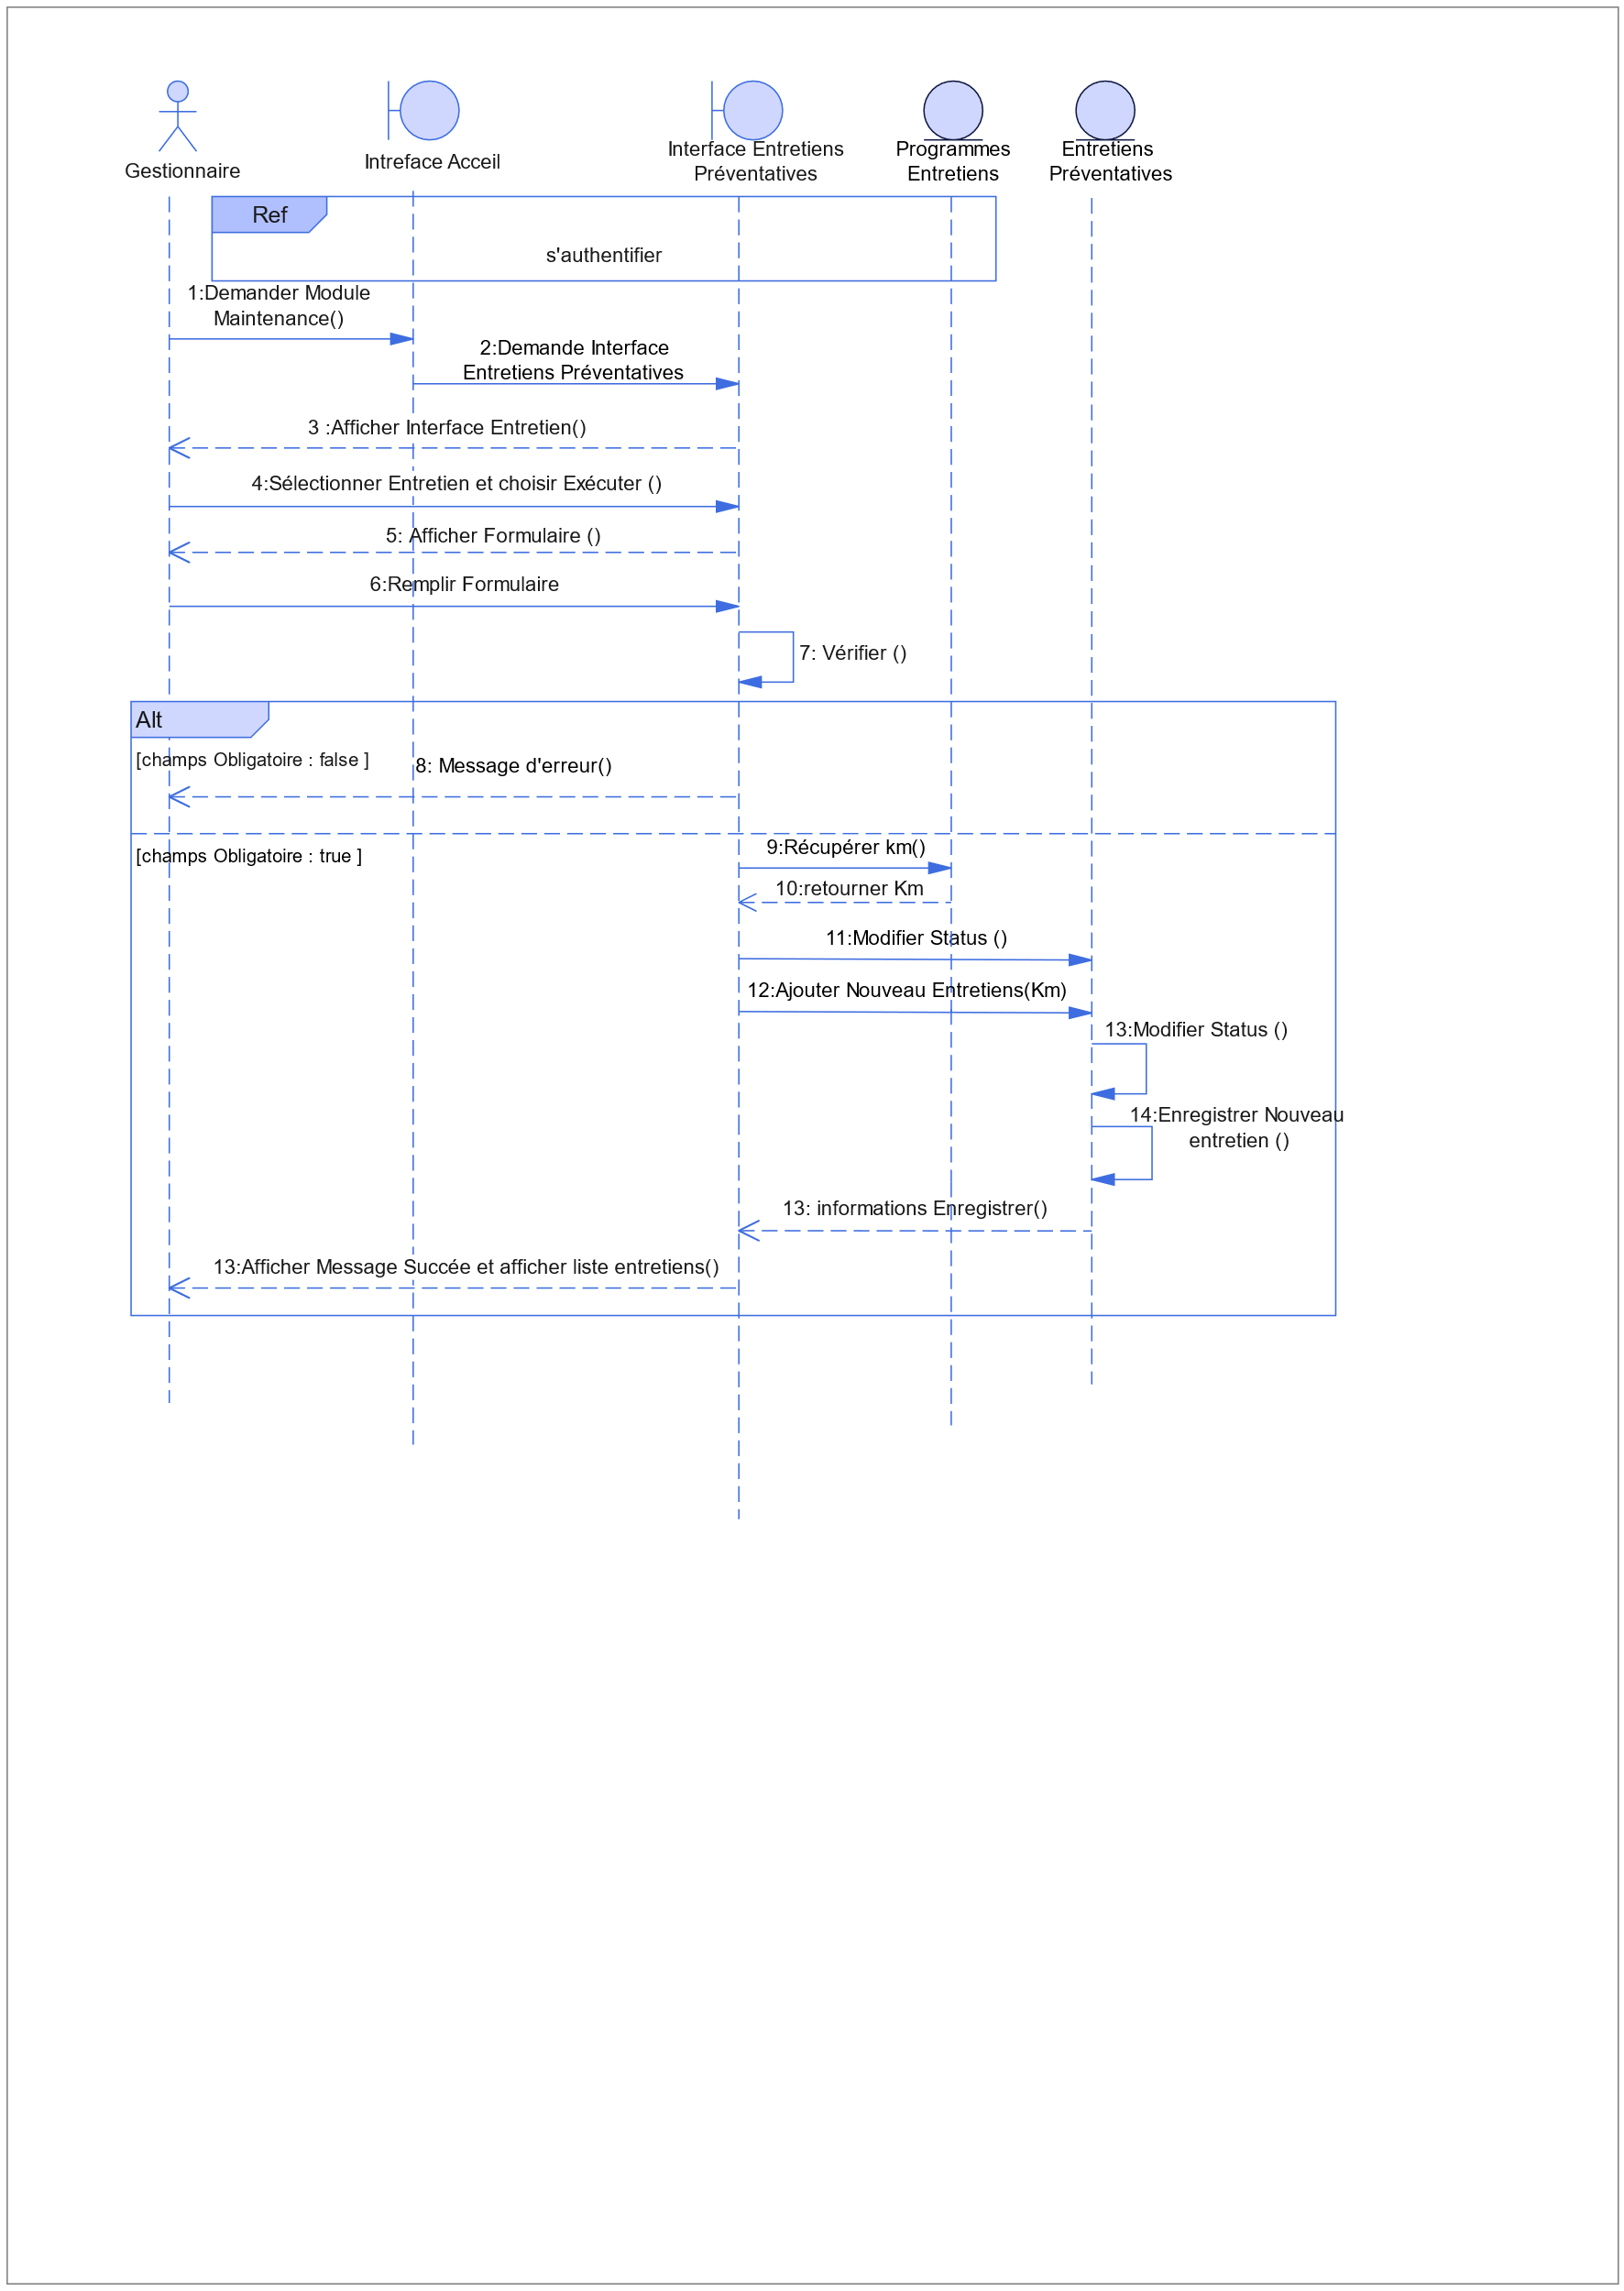 Gestionnaire
Intreface Acceil
Interface Entretiens
Préventatives
Programmes
Entretiens
Entretiens
Préventatives
Ref
s'authentifier
1:Demander Module
Maintenance()
2:Demande Interface
Entretiens Préventatives
3 :Afficher Interface Entretien()
4:Sélectionner Entretien et choisir Exécuter ()
5: Afficher Formulaire ()
6:Remplir Formulaire
7: Vérifier ()
Alt
[champs Obligatoire : false ]
8: Message d'erreur()
[champs Obligatoire : true ]
9:Récupérer km()
10:retourner Km
11:Modifier Status ()
12:Ajouter Nouveau Entretiens(Km)
13:Modifier Status ()
14:Enregistrer Nouveau
entretien ()
13: informations Enregistrer()
13:Afficher Message Succée et afficher liste entretiens()